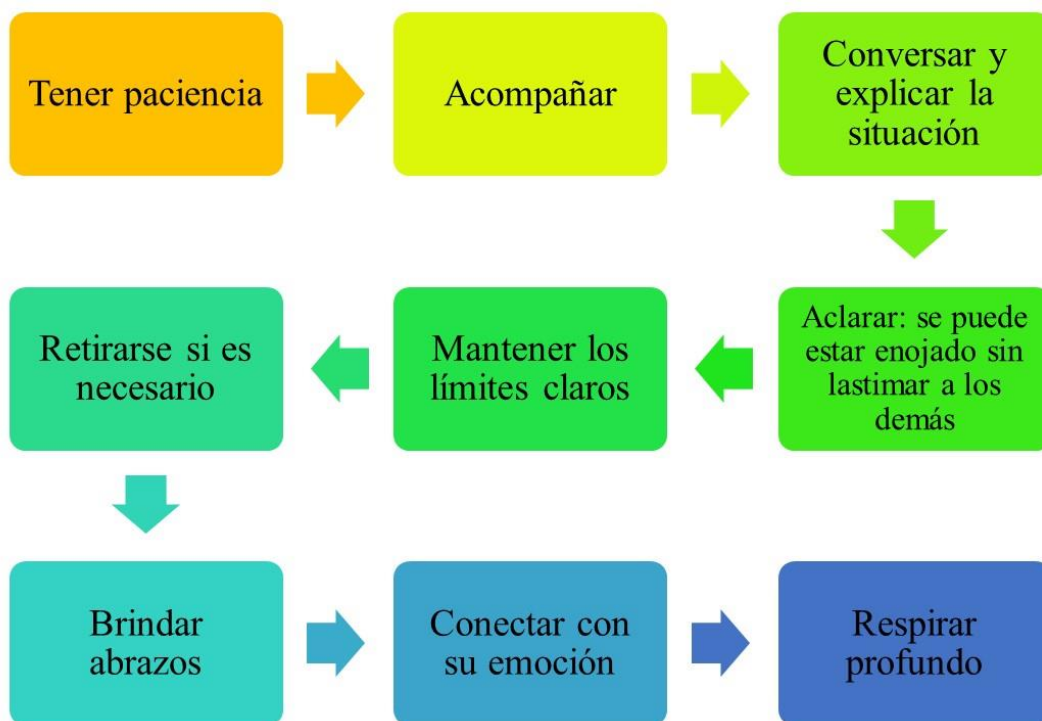 Tener paciencia
Acompañar
Conversar y
explicar la
situación
Aclarar: se puede
estar enojado sin
lastimar a los
demás
Mantener los
límites claros
Retirarse si es
necesario
Brindar
abrazos
Conectar con
su emoción
Respirar
profundo